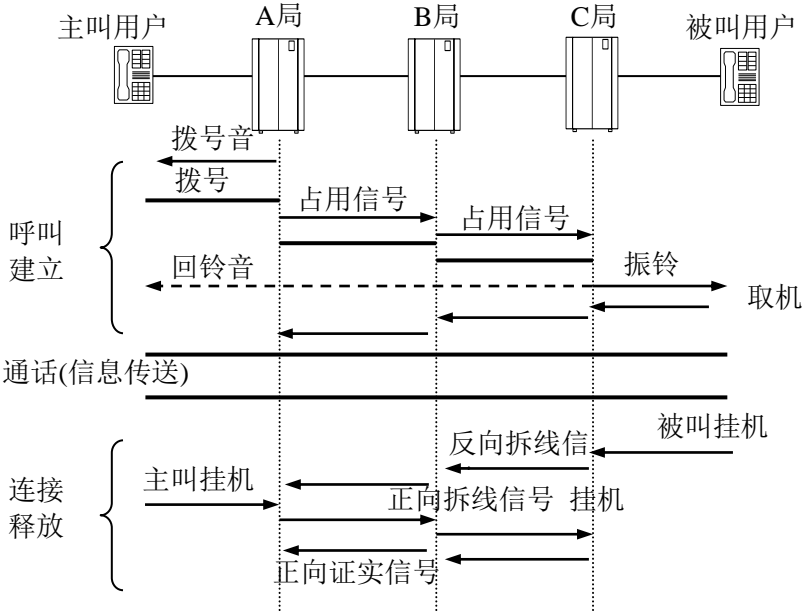 主叫用户
A局
B局
C局
被叫用户
拨号音
拨号
占用信号
占用信号
呼叫
建立
回铃音
振铃
取机
通话(信息传送)
被叫挂机
反向拆线信
连接
释放
主叫挂机
正向拆线信号 挂机
正向证实信号